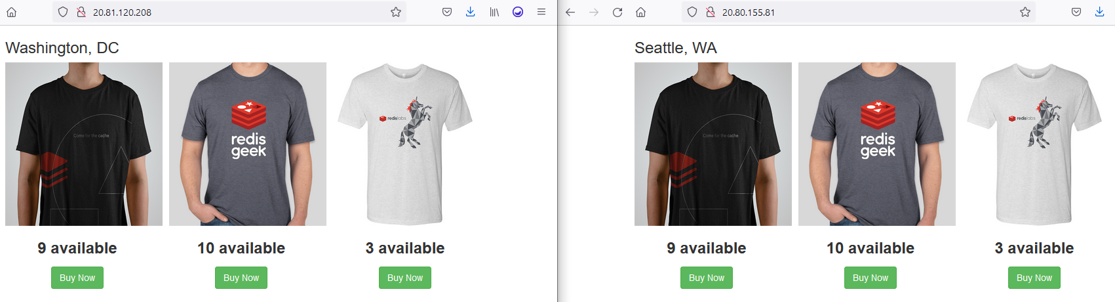 20.81.120.208
Washington, DC
redis
geek
redislabs
9 available
10 available
3 available
Buy Now
Buy Now
Buy Now
20.80.155.81
Seattle, WA
redis
geek
redislabs
9 available
10 available
3 available
Buy Now
Buy Now
Buy Now